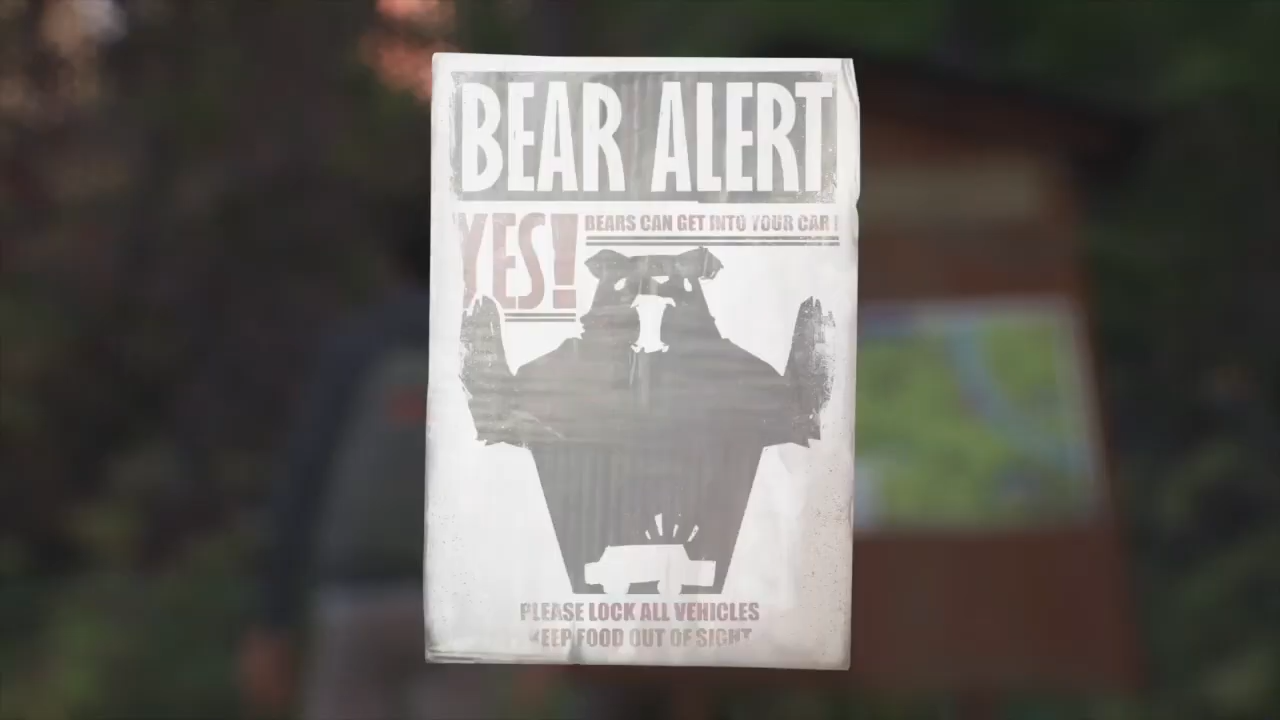 BEAR ALERT
YES! BEARS CAN GET INTO YOUR CAR!
PLEASE LOCK ALL VEHICLES
KEEP FOOD OUT OF SIGHT